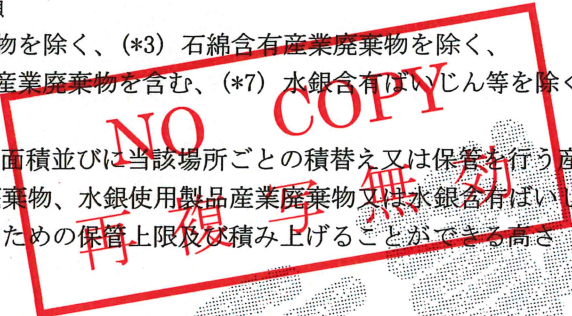 物を除く、(*3) 石綿含有産業廃棄物を除く、
産業廃棄物を含む、(*7) 水銀含有ばいじん等を除く
NO COPY
面積並びに当該場所ごとの積替え又は保管を行う産
棄物、水銀使用製品産業廃棄物又は水銀含有ばいじ
ための保管上限及び積み上げることができる高さ
再複写無効